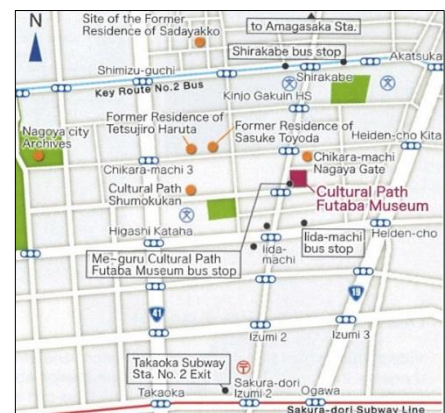 N
Site of the Former
Residence of Sadayakko
to Amagasaka Sta.
Shirakabe bus stop
Akatsuka
Shimizu-guchi
Shirakabe
Key Route No.2 Bus
Kinjo Gakuin HS
Former Residence of
Tetsujiro Haruta
Former Residence of
Sasuke Toyoda
Heiden-cho Kita
Nagoya city
Archives
Chikara-machi 3
Chikara-machi
Nagaya Gate
Cultural Path
Shumokukan
Cultural Path
Futaba Museum
Higashi Kataha
Iida-
machi
Iida-machi
bus stop
Heiden-cho
Me~guru Cultural Path
Futaba Museum bus stop
41
19
Izumi 2
Izumi 3
Takaoka Subway
Sta. No. 2 Exit
Takaoka
Sakura-dori
Izumi 2
Ogawa
Sakura-dori Subway Line